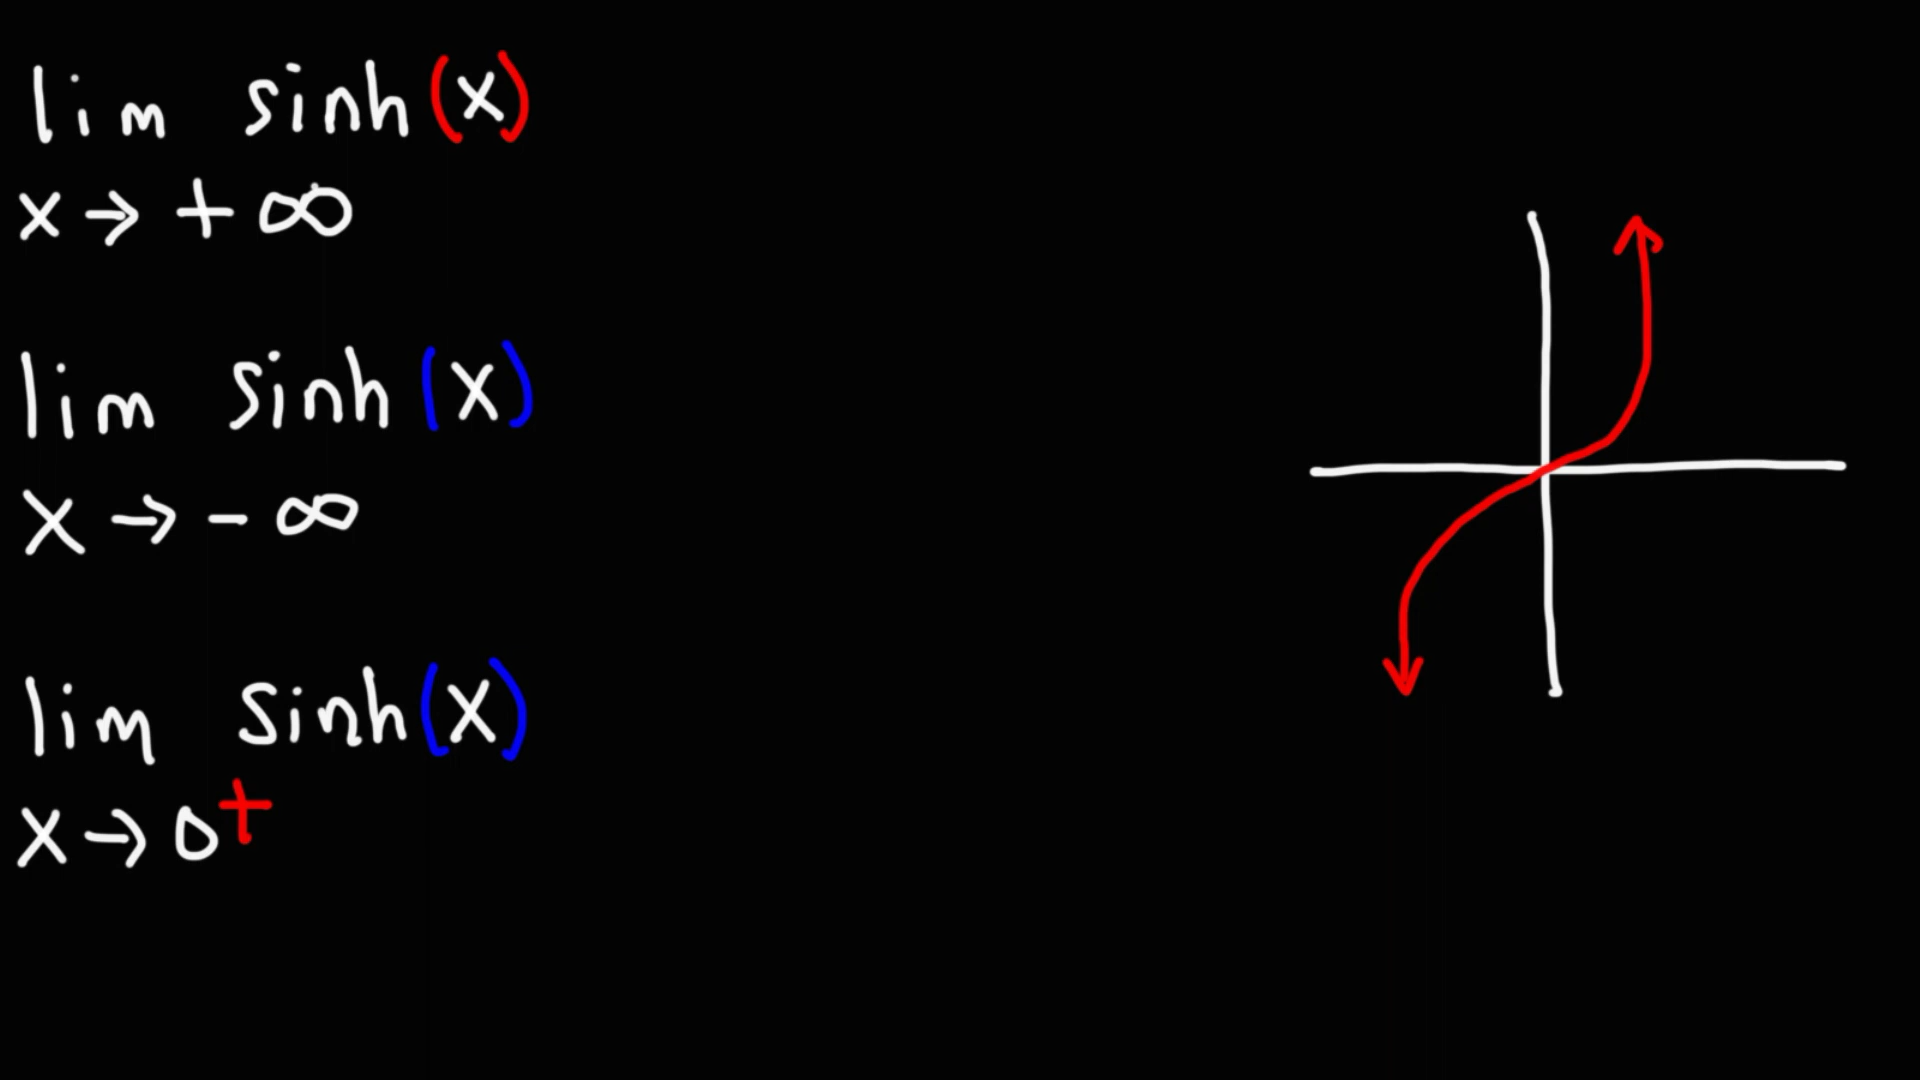 lim sinh(x)
x → + ∞
lim sinh(x)
x → - ∞
lim sinh(x)
x → 0⁺